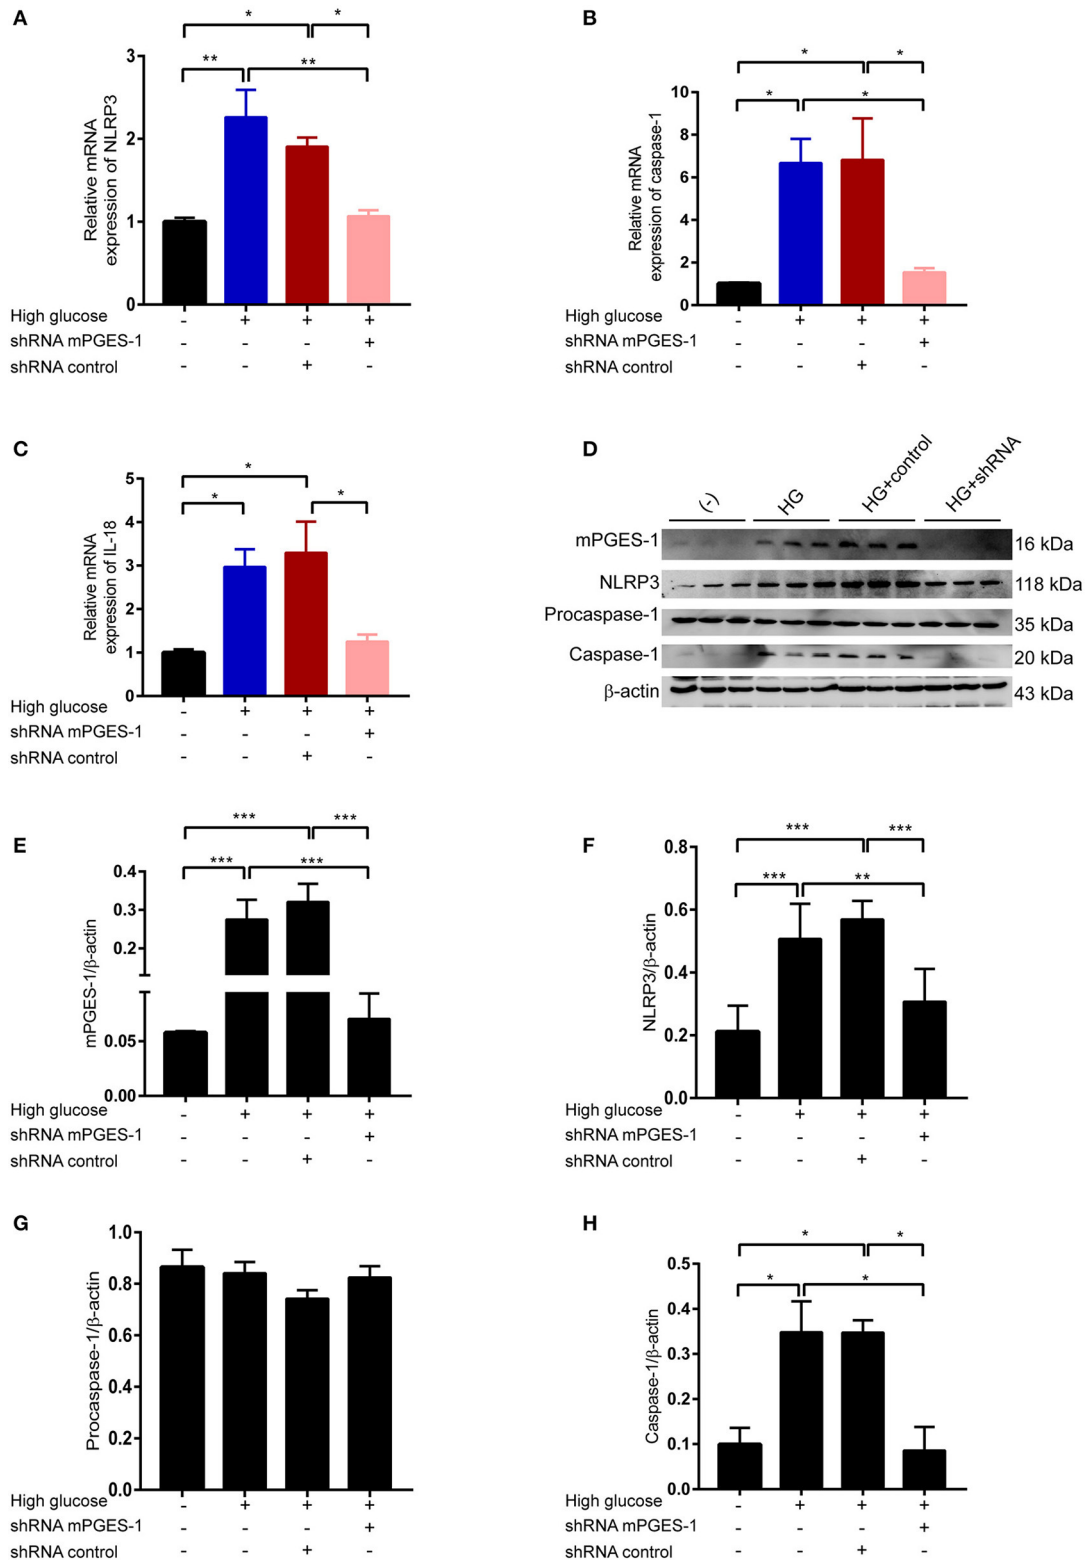 A
* *
** **
Relative mRNA
expression of NLRP3
3
2
1
0
High glucose - + + +
shRNA mPGES-1 - - - +
shRNA control - - + -
B
* *
* *
Relative mRNA
expression of caspase-1
10
8
6
4
2
0
High glucose - + + +
shRNA mPGES-1 - - - +
shRNA control - - + -
C
*
* *
Relative mRNA
expression of IL-18
5
4
3
2
1
0
High glucose - + + +
shRNA mPGES-1 - - - +
shRNA control - - + -
D
(-) HG HG+control HG+shRNA
mPGES-1 16 kDa
NLRP3 118 kDa
Procaspase-1 35 kDa
Caspase-1 20 kDa
β-actin 43 kDa
E
*** ***
*** ***
mPGES-1/β-actin
0.4
0.3
0.2
0.05
0.00
High glucose - + + +
shRNA mPGES-1 - - - +
shRNA control - - + -
F
*** ***
*** **
NLRP3/β-actin
0.8
0.6
0.4
0.2
0.0
High glucose - + + +
shRNA mPGES-1 - - - +
shRNA control - - + -
G
Procaspase-1/β-actin
1.0
0.8
0.6
0.4
0.2
0.0
High glucose - + + +
shRNA mPGES-1 - - - +
shRNA control - - + -
H
* *
* *
Caspase-1/β-actin
0.5
0.4
0.3
0.2
0.1
0.0
High glucose - + + +
shRNA mPGES-1 - - - +
shRNA control - - + -